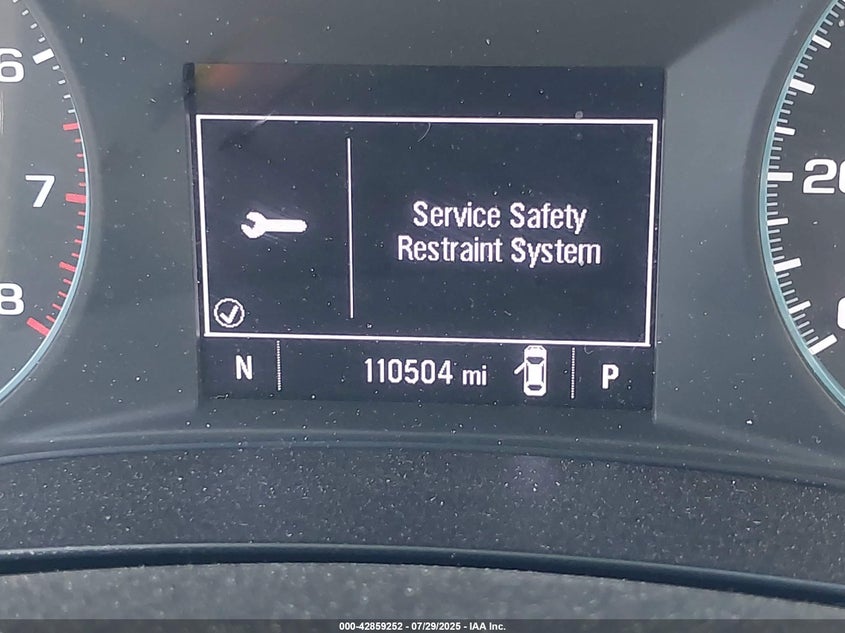 6
7
8
20
Service Safety
Restraint System
N
110504 mi
P
000-42859252 - 07/29/2025 - IAA Inc.